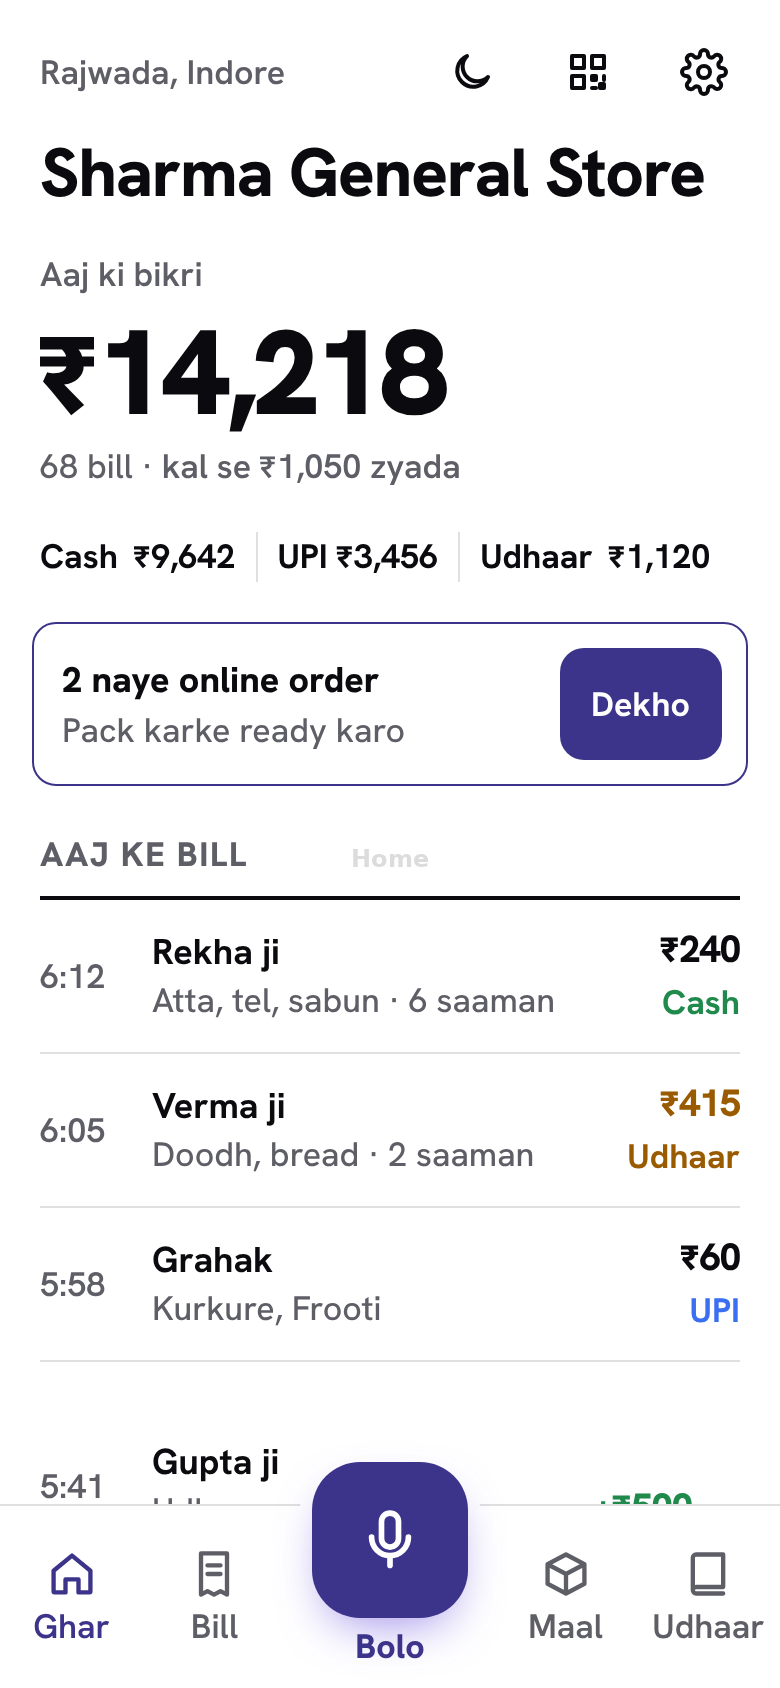 Rajwada, Indore
Sharma General Store
Aaj ki bikri
₹14,218
68 bill · kal se ₹1,050 zyada
Cash ₹9,642 UPI ₹3,456 Udhaar ₹1,120
2 naye online order
Pack karke ready karo
Dekho
AAJ KE BILL
Home
6:12 Rekha ji ₹240
Atta, tel, sabun · 6 saaman Cash
6:05 Verma ji ₹415
Doodh, bread · 2 saaman Udhaar
5:58 Grahak ₹60
Kurkure, Frooti UPI
5:41 Gupta ji
Ghar Bill Bolo Maal Udhaar